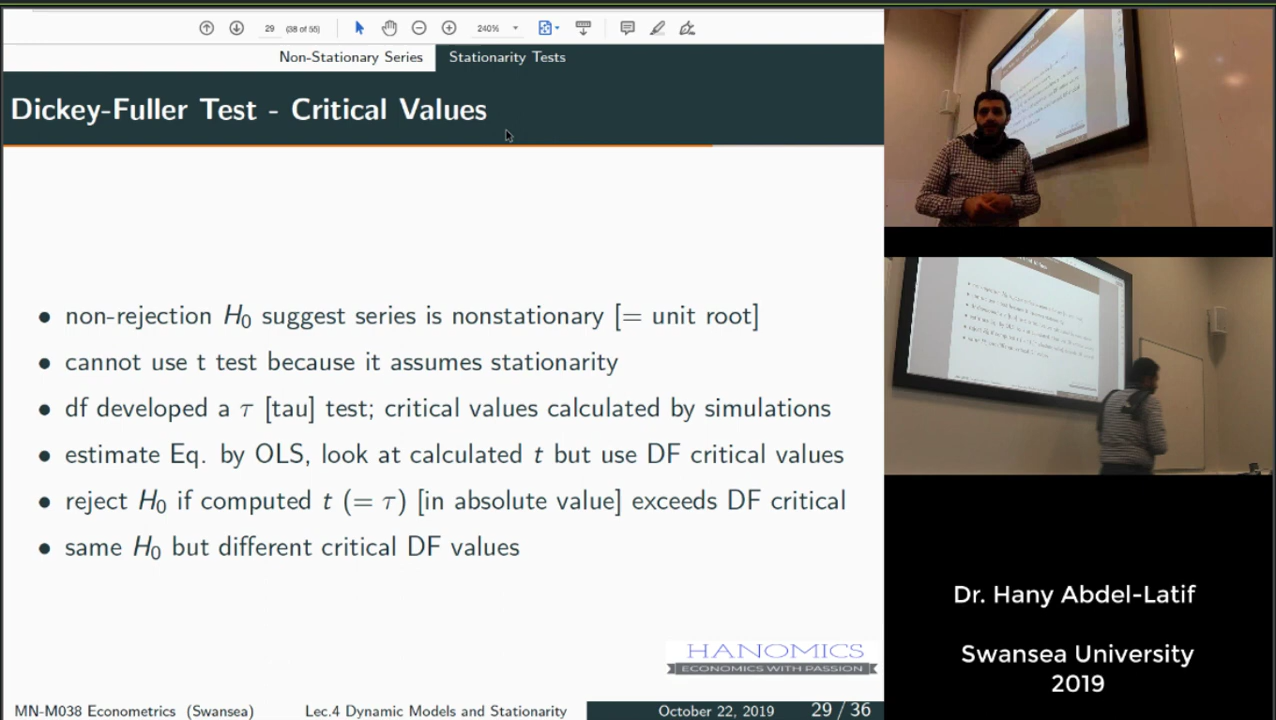 29 (38 of 55) 240%
Non-Stationary Series Stationarity Tests
Dickey-Fuller Test - Critical Values
• non-rejection H₀ suggest series is nonstationary [= unit root]
• cannot use t test because it assumes stationarity
• df developed a τ [tau] test; critical values calculated by simulations
• estimate Eq. by OLS, look at calculated t but use DF critical values
• reject H₀ if computed t (= τ) [in absolute value] exceeds DF critical
• same H₀ but different critical DF values
HANOMICS
ECONOMICS WITH PASSION
MN-M038 Econometrics (Swansea) Lec.4 Dynamic Models and Stationarity October 22, 2019 29 / 36
Dr. Hany Abdel-Latif
Swansea University
2019